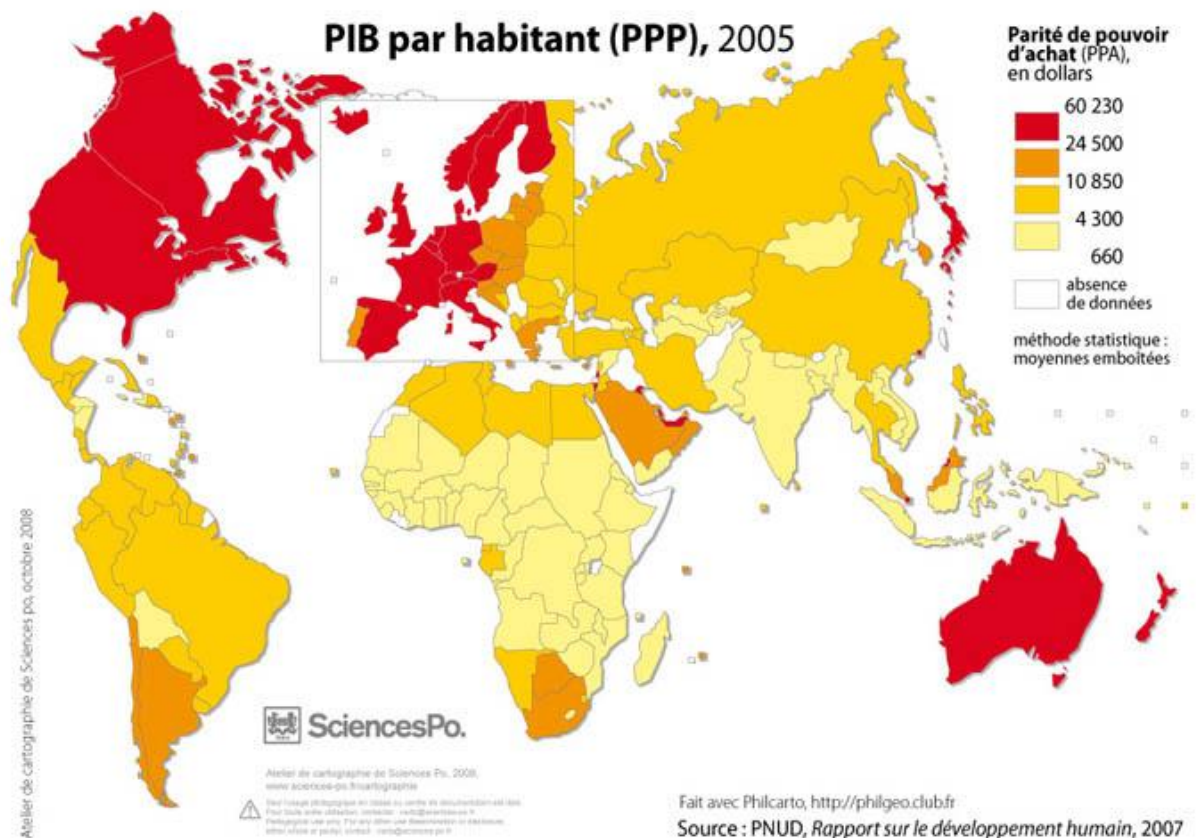 PIB par habitant (PPP), 2005
Parité de pouvoir
d'achat (PPA),
en dollars
60 230
24 500
10 850
4 300
660
absence
de données
méthode statistique :
moyennes emboîtées
Atelier de cartographie de Sciences po, octobre 2008
SciencesPo.
Atelier de cartographie de Sciences Po, 2008,
www.sciences-po.fr/cartographie
Fait avec Philcarto, http://philgeo.club.fr
Source : PNUD, Rapport sur le développement humain, 2007